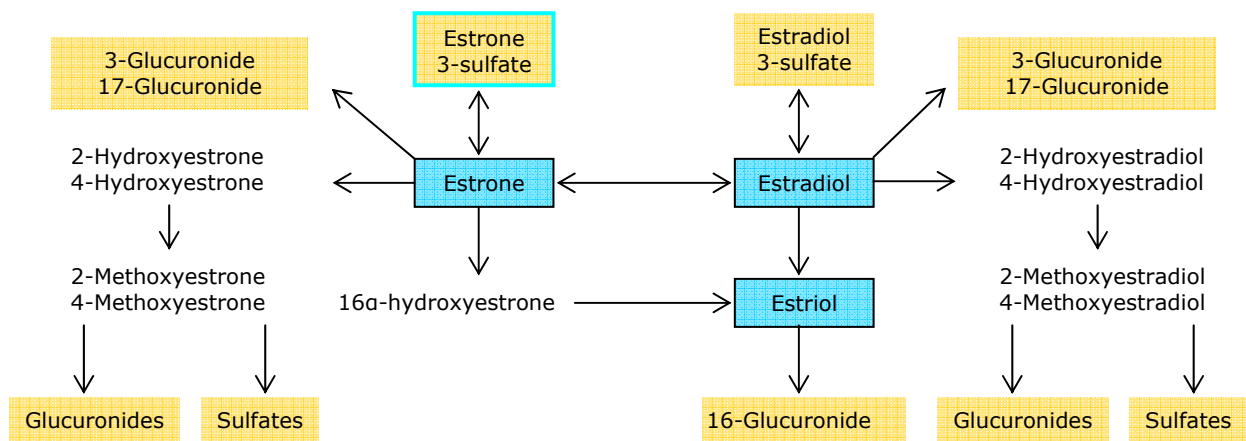 Estrone
3-sulfate
Estradiol
3-sulfate
3-Glucuronide
17-Glucuronide
3-Glucuronide
17-Glucuronide
2-Hydroxyestrone
4-Hydroxyestrone
Estrone
Estradiol
2-Hydroxyestradiol
4-Hydroxyestradiol
2-Methoxyestrone
4-Methoxyestrone
16α-hydroxyestrone
Estriol
2-Methoxyestradiol
4-Methoxyestradiol
Glucuronides
Sulfates
16-Glucuronide
Glucuronides
Sulfates